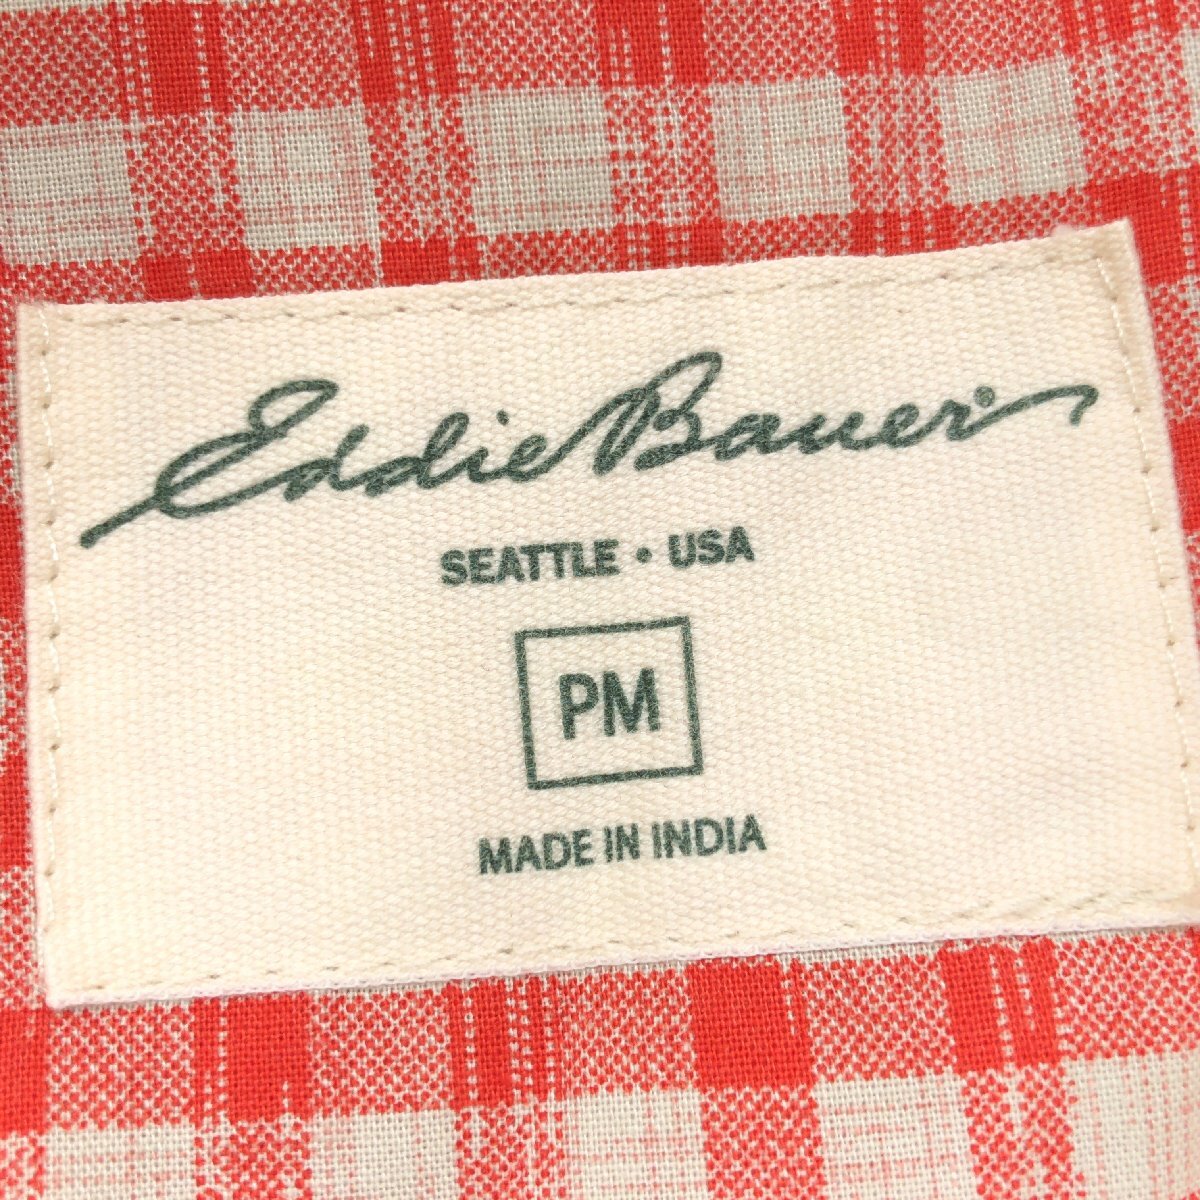 Eddie Bauer®
SEATTLE • USA
PM
MADE IN INDIA